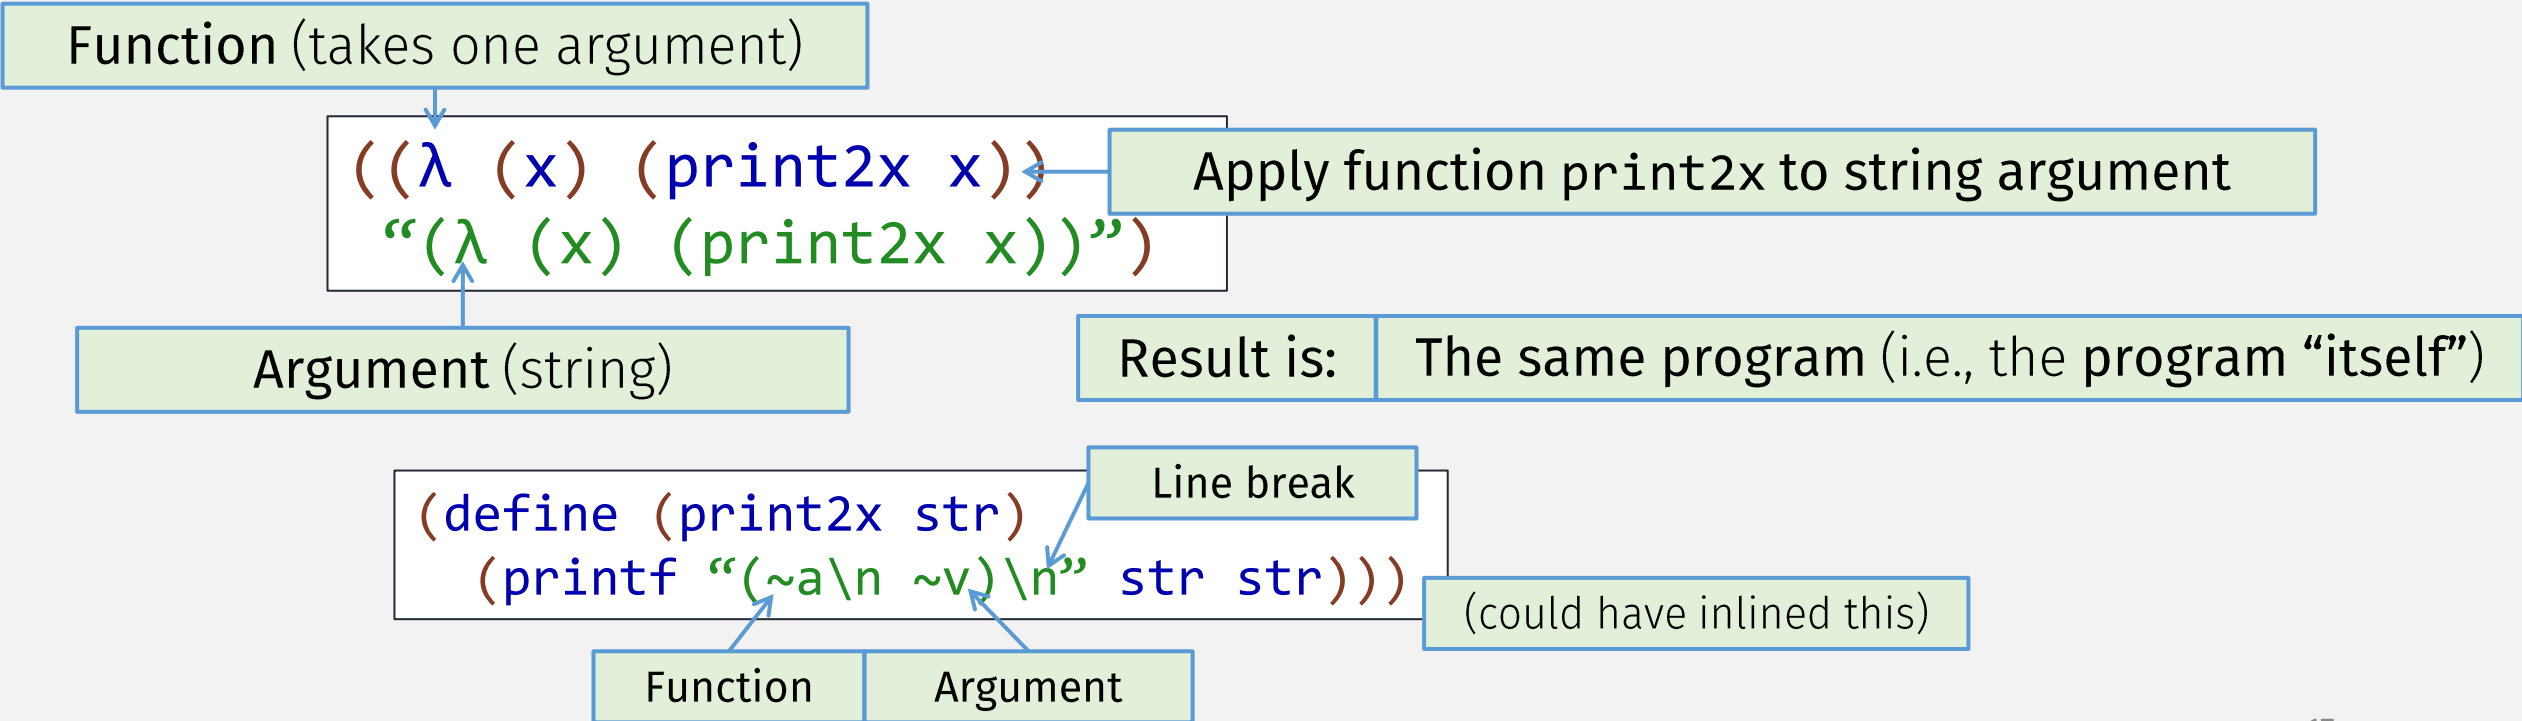 Function (takes one argument)
((λ (x) (print2x x))
Apply function print2x to string argument
“(λ (x) (print2x x))”)
Argument (string)
Result is:
The same program (i.e., the program “itself”)
Line break
(define (print2x str)
(printf “(~a\n ~v)\n” str str)))
(could have inlined this)
Function
Argument